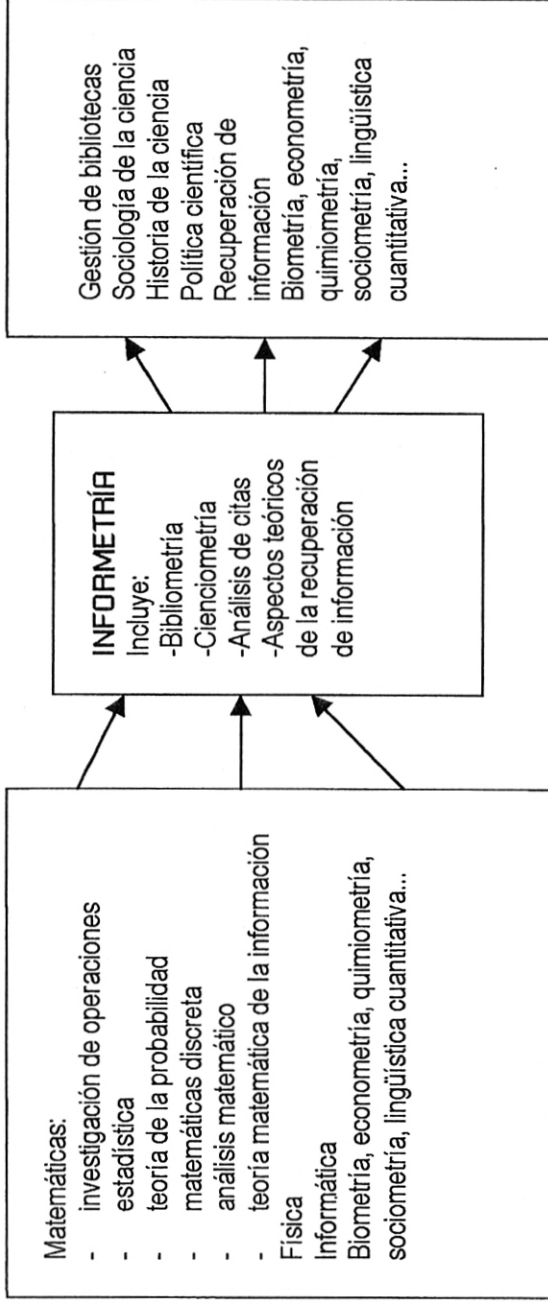 Matemáticas:
- investigación de operaciones
- estadística
- teoría de la probabilidad
- matemáticas discreta
- análisis matemático
- teoría matemática de la información
Física
Informática
Biometría, econometría, quimiometría,
sociometría, lingüística cuantitativa...
INFORMETRÍA
Incluye:
-Bibliometría
-Cienciometría
-Análisis de citas
-Aspectos teóricos
de la recuperación
de información
Gestión de bibliotecas
Sociología de la ciencia
Historia de la ciencia
Política científica
Recuperación de
información
Biometría, econometría,
quimiometría,
sociometría, lingüística
cuantitativa...